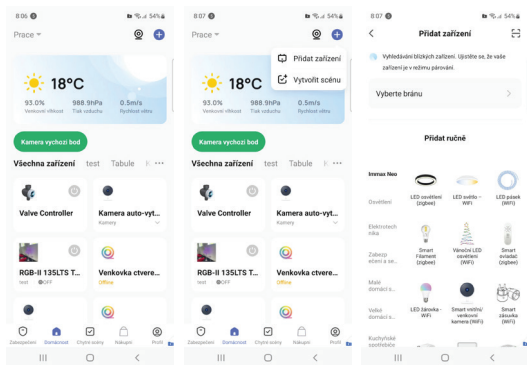 8:06
54%
Prace
18°C
93.0%
988.9hPa
0.5m/s
Venkovní vlhkost
Tlak vzduchu
Rychlost větru
Kamera vychozi bod
Všechna zařízení
test
Tabule
Valve Controller
Kamera auto-vyt...
Kamery
RGB-II 135LTS T...
test
OFF
Venkovka ctvere...
Offline
Zabezpečení
Domácnost
Chytré scény
Nákupní
Profil
8:07
54%
Prace
Přidat zařízení
Vytvořit scénu
18°C
93.0%
988.9hPa
0.5m/s
Venkovní vlhkost
Tlak vzduchu
Rychlost větru
Kamera vychozi bod
Všechna zařízení
test
Tabule
Valve Controller
Kamera auto-vyt...
Kamery
RGB-II 135LTS T...
test
OFF
Venkovka ctvere...
Offline
Zabezpečení
Domácnost
Chytré scény
Nákupní
Profil
8:07
54%
Přidat zařízení
Vyhledávání blízkých zařízení. Ujistěte se, že vaše
zařízení je v režimu párování.
Vyberte bránu
Přidat ručně
Immax Neo
Osvětlení
Elektrotech
nika
Zabezp
ečení a se...
Malé
domácí s...
Velké
domácí s...
Kuchyňské
spotřebiče
LED osvětlení
(zigbee)
LED světlo -
WiFi
LED pásek
(WiFi)
Smart
Filament
(zigbee)
Vánoční LED
osvětlení
(WiFi)
Smart
ovladač
(zigbee)
LED žárovka -
WiFi
Smart vnitřní/
venkovní
kamera (WiFi)
Smart
zásuvka
(WiFi)